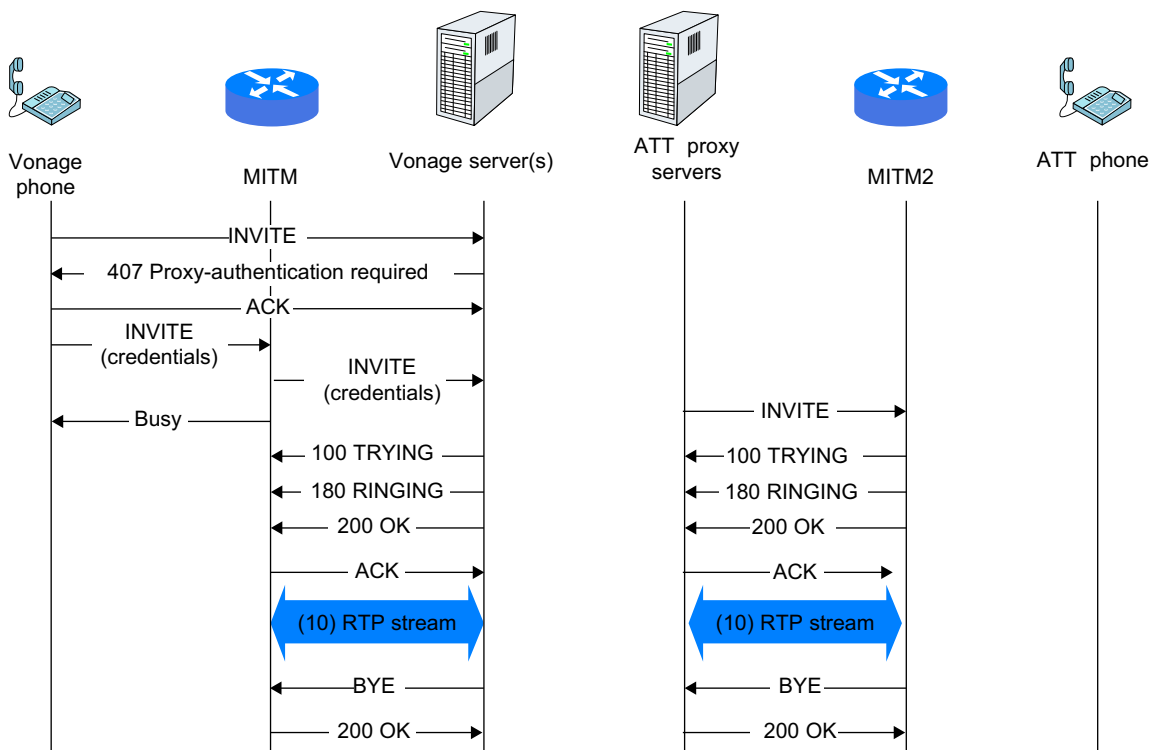 Vonage
phone
MITM
Vonage server(s)
ATT proxy
servers
MITM2
ATT phone
INVITE
407 Proxy-authentication required
ACK
INVITE
(credentials)
INVITE
(credentials)
Busy
100 TRYING
180 RINGING
200 OK
ACK
(10) RTP stream
BYE
200 OK
INVITE
100 TRYING
180 RINGING
200 OK
ACK
(10) RTP stream
BYE
200 OK